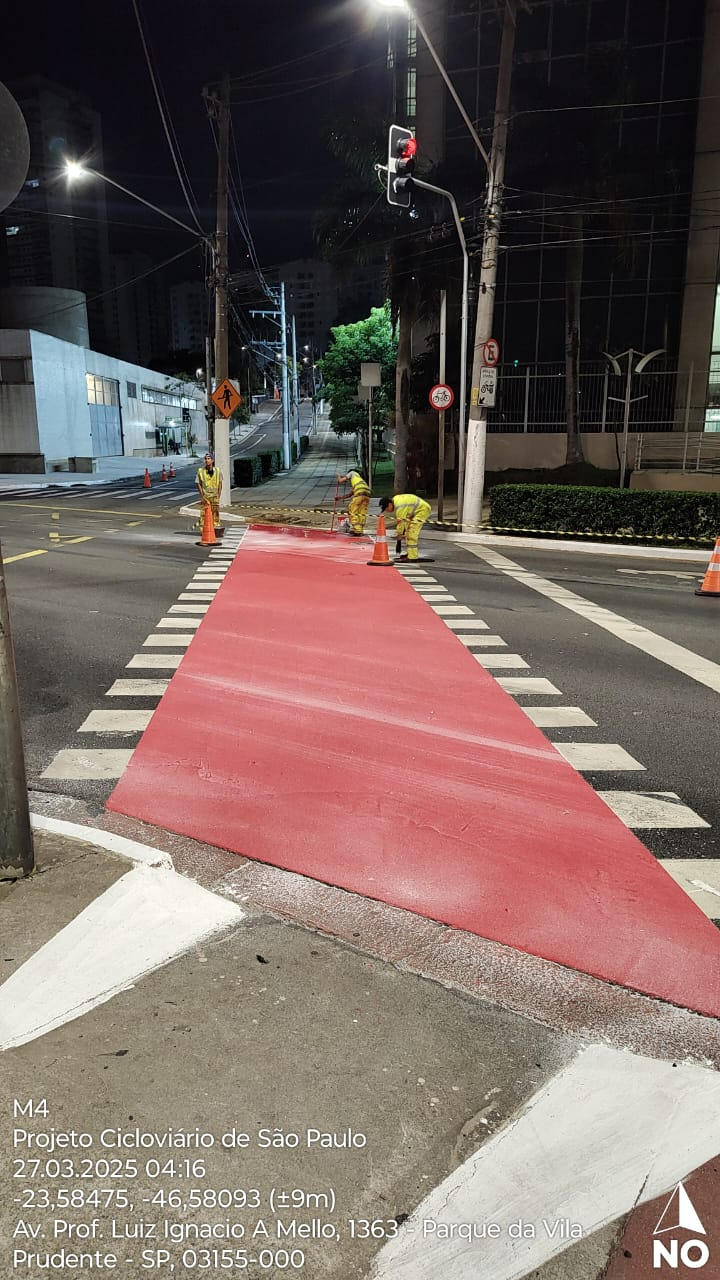 M4
Projeto Cicloviário de São Paulo
27.03.2025 04:16
-23,58475, -46,58093 (±9m)
Av. Prof. Luiz Ignacio A Mello, 1363 - Parque da Vila
Prudente - SP, 03155-000
NO